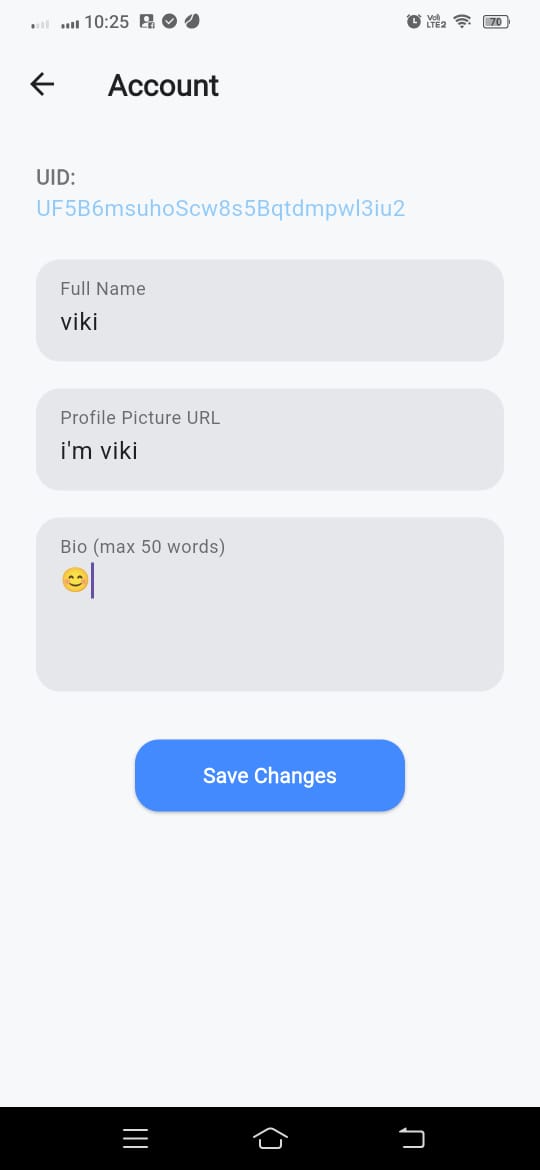 10:25
Vo))
LTE2
70
Account
UID:
UF5B6msuhoScw8s5Bqtdmpwl3iu2
Full Name
viki
Profile Picture URL
i'm viki
Bio (max 50 words)
😊
Save Changes